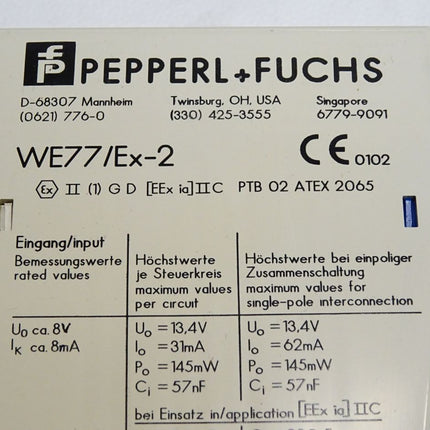 PEPPERL+FUCHS
D-68307 Mannheim Twinsburg, OH, USA Singapore
(0621) 776-0 (330) 425-3555 6779-9091
WE77/Ex-2 CE 0102
Ex II (1) G D [EEx ia] II C PTB 02 ATEX 2065
Eingang/input
Bemessungswerte
rated values
Höchstwerte
je Steuerkreis
maximum values
per circuit
Höchstwerte bei einpoliger
Zusammenschaltung
maximum values for
single-pole interconnection
U₀ ca. 8V U₀ = 13,4V U₀ = 13,4V
Iₖ ca. 8mA I₀ = 31mA I₀ = 62mA
P₀ = 145mW P₀ = 145mW
Cᵢ = 57nF Cᵢ = 57nF
bei Einsatz in/application [EEx ia] II C